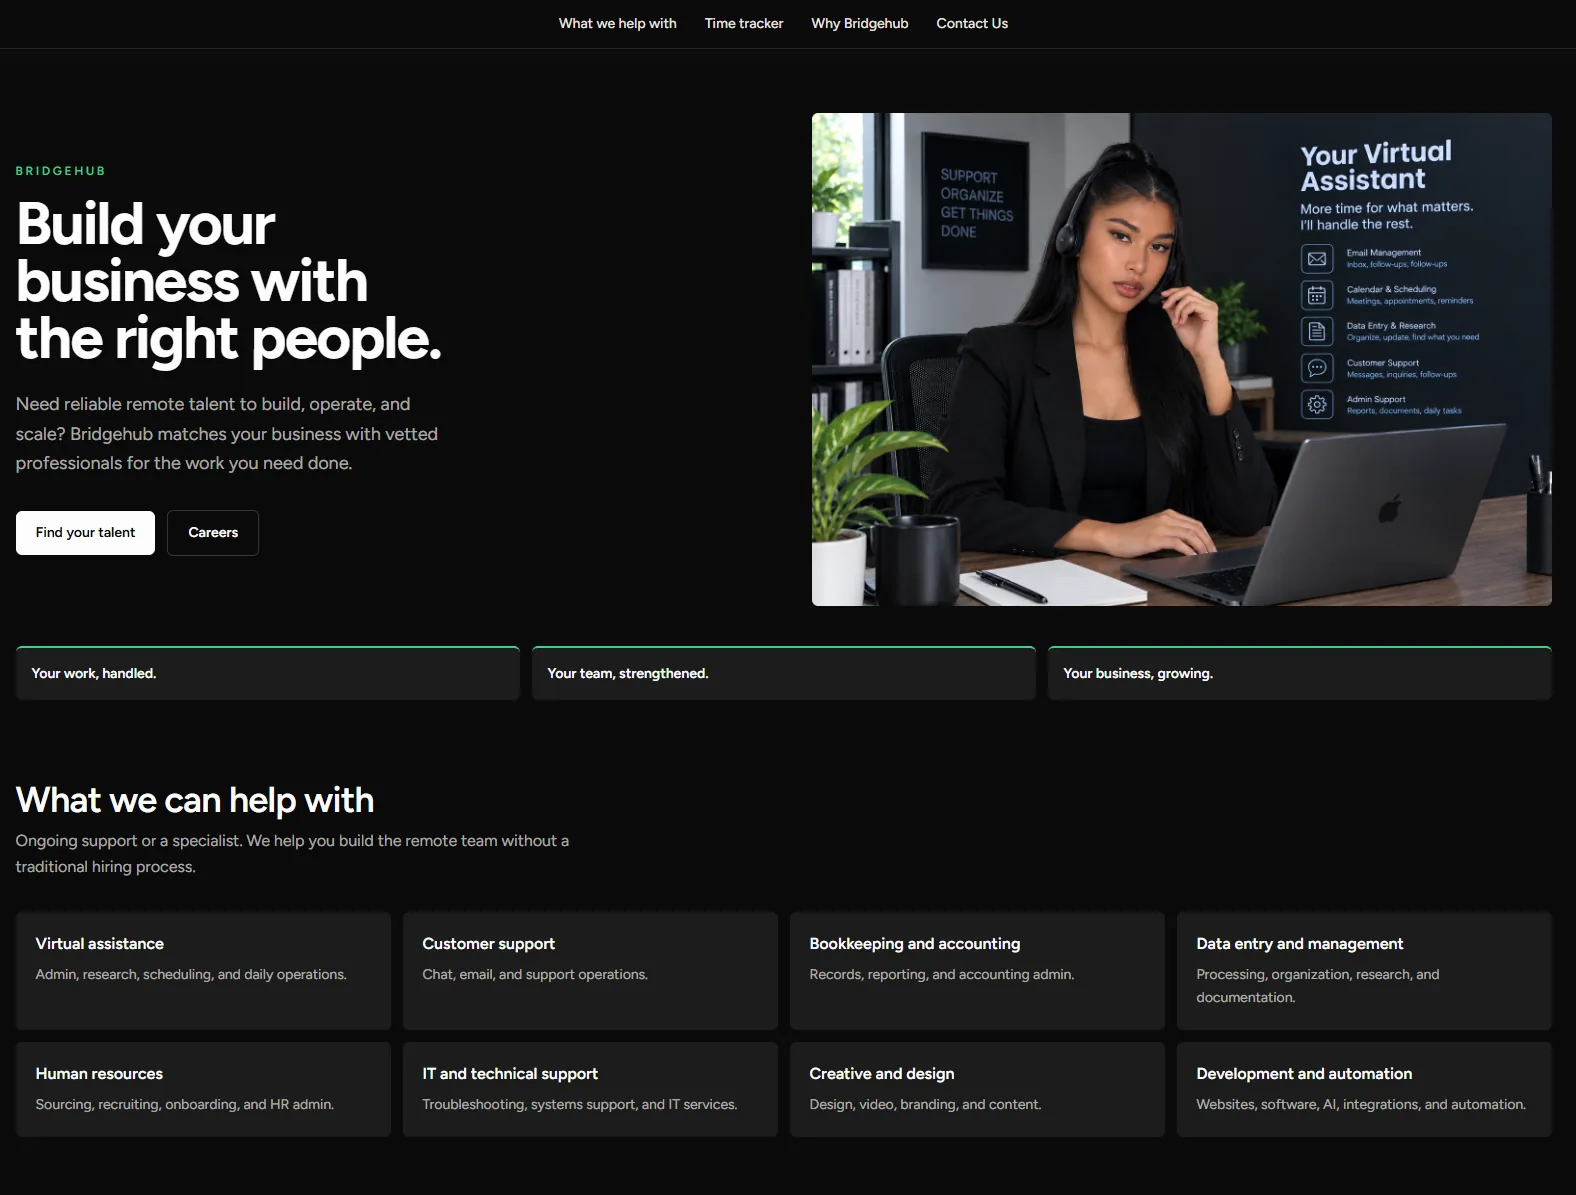 What we help with
Time tracker
Why Bridgehub
Contact Us
BRIDGEHUB
Build your
business with
the right people.
Need reliable remote talent to build, operate, and
scale? Bridgehub matches your business with vetted
professionals for the work you need done.
Find your talent
Careers
SUPPORT
ORGANIZE
GET THINGS
DONE
Your Virtual
Assistant
More time for what matters.
I'll handle the rest.
Email Management
Inbox, follow-ups, follow-ups
Calendar & Scheduling
Meetings, appointments, reminders
Data Entry & Research
Organize, update, find what you need
Customer Support
Messages, inquiries, follow-ups
Admin Support
Reports, documents, daily tasks
Your work, handled.
Your team, strengthened.
Your business, growing.
What we can help with
Ongoing support or a specialist. We help you build the remote team without a
traditional hiring process.
Virtual assistance
Admin, research, scheduling, and daily operations.
Customer support
Chat, email, and support operations.
Bookkeeping and accounting
Records, reporting, and accounting admin.
Data entry and management
Processing, organization, research, and
documentation.
Human resources
Sourcing, recruiting, onboarding, and HR admin.
IT and technical support
Troubleshooting, systems support, and IT services.
Creative and design
Design, video, branding, and content.
Development and automation
Websites, software, AI, integrations, and automation.